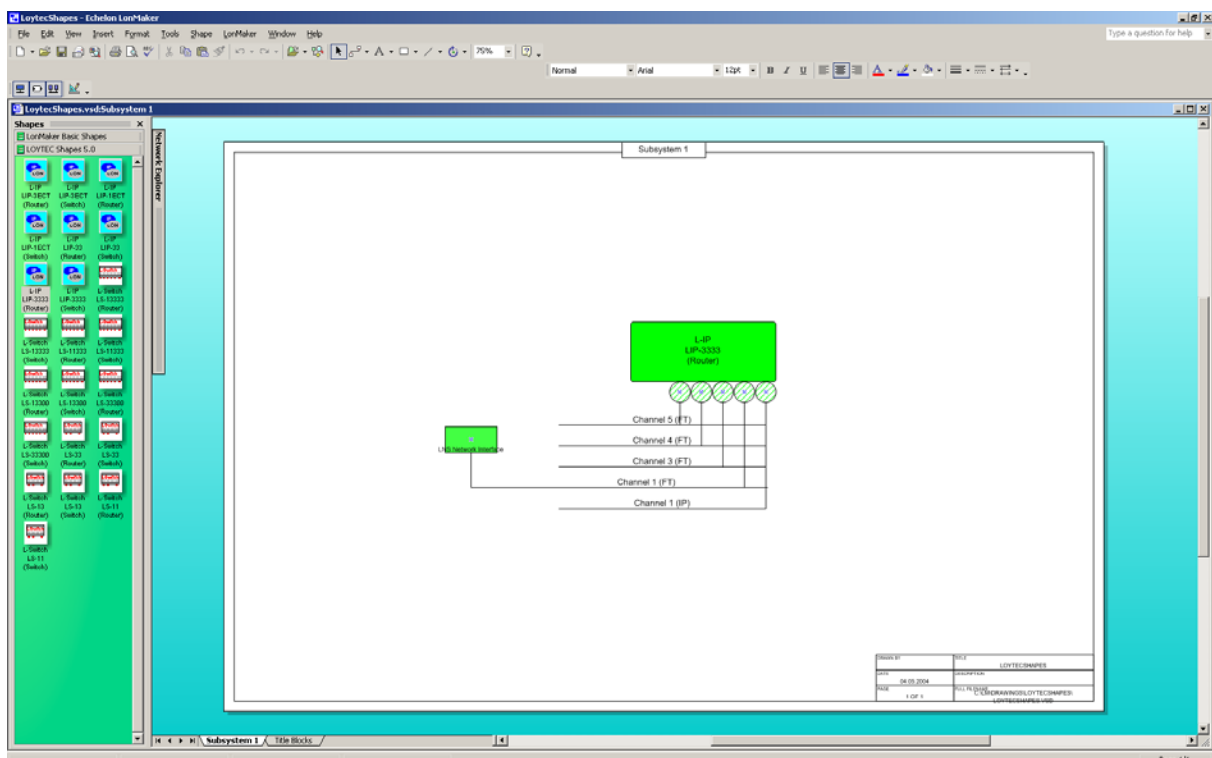 LoytecShapes - Echelon LonMaker
File Edit View Insert Format Tools Shape LonMaker Window Help
Type a question for help
79%
Normal
Arial
12pt
B I U
LoytecShapes.vsd:Subsystem 1
Shapes
LonMaker Basic Shapes
LOYTEC Shapes 5.0
Network Explorer
L-IP LIP-3ECT (Router)
L-IP LIP-3ECT (Switch)
L-IP LIP-1ECT (Router)
L-IP LIP-1ECT (Switch)
L-IP LIP-33 (Router)
L-IP LIP-33 (Switch)
L-IP LIP-3333 (Router)
L-IP LIP-3333 (Switch)
L-Switch LS-13333 (Router)
L-Switch LS-13333 (Switch)
L-Switch LS-11333 (Router)
L-Switch LS-11333 (Switch)
L-Switch LS-13300 (Router)
L-Switch LS-13300 (Switch)
L-Switch LS-33300 (Router)
L-Switch LS-33300 (Switch)
L-Switch LS-33 (Router)
L-Switch LS-33 (Switch)
L-Switch LS-13 (Router)
L-Switch LS-13 (Switch)
L-Switch LS-11 (Router)
L-Switch LS-11 (Switch)
Subsystem 1
L-IP
LIP-3333
(Router)
Channel 5 (FT)
Channel 4 (FT)
LNS Network Interface
Channel 3 (FT)
Channel 1 (FT)
Channel 1 (IP)
DRAWN BY
TITLE
LOYTECSHAPES
DATE
04.05.2004
DESCRIPTION
PAGE
1 OF 1
FULL FILENAME
LOYTECSHAPES.VSD
Subsystem 1
Title Blocks